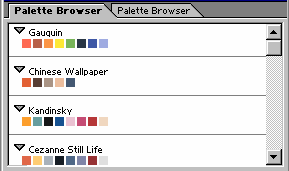 Palette Browser Palette Browser
Gauguin
Chinese Wallpaper
Kandinsky
Cezanne Still Life